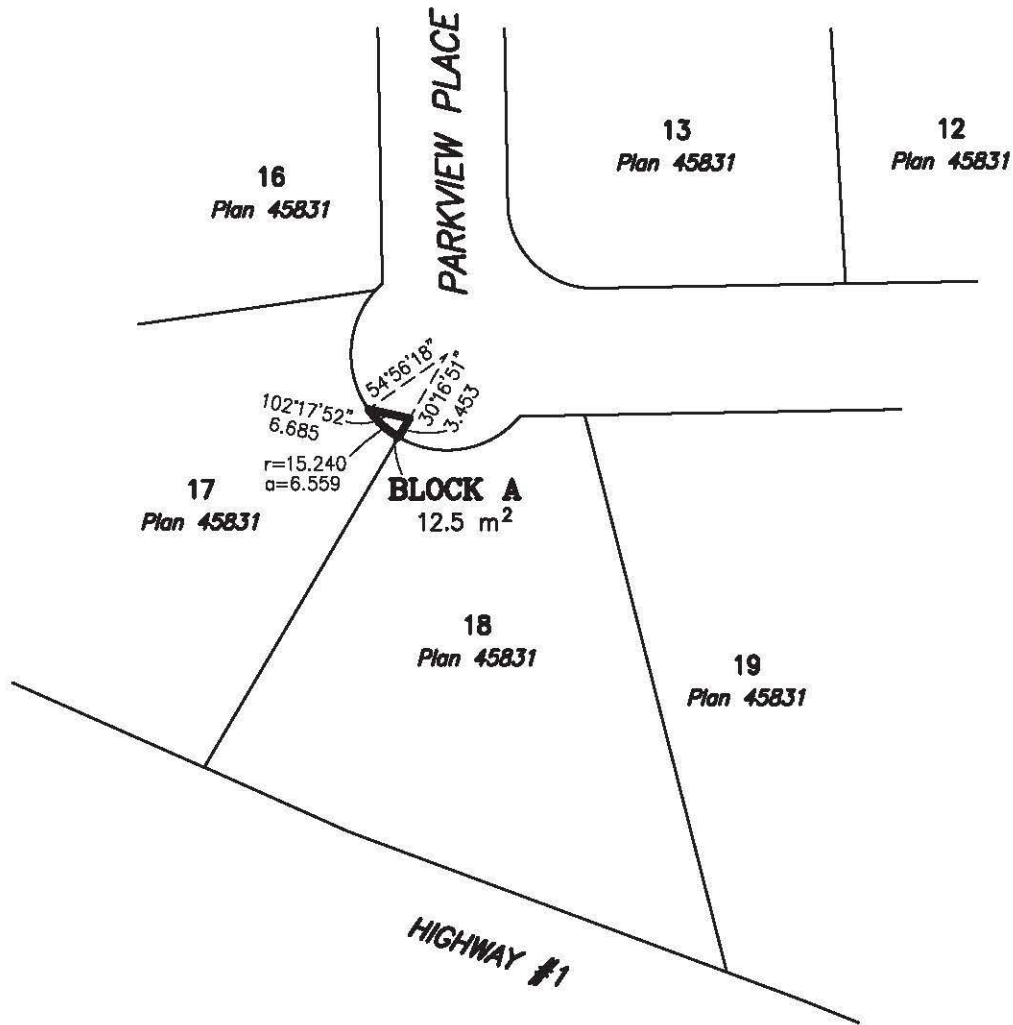 PARKVIEW PLACE
13
Plan 45831
12
Plan 45831
16
Plan 45831
54°56'18"
30°16'51"
3.453
102°17'52"
6.685
r=15.240
a=6.559
BLOCK A
12.5 m²
17
Plan 45831
18
Plan 45831
19
Plan 45831
HIGHWAY #1